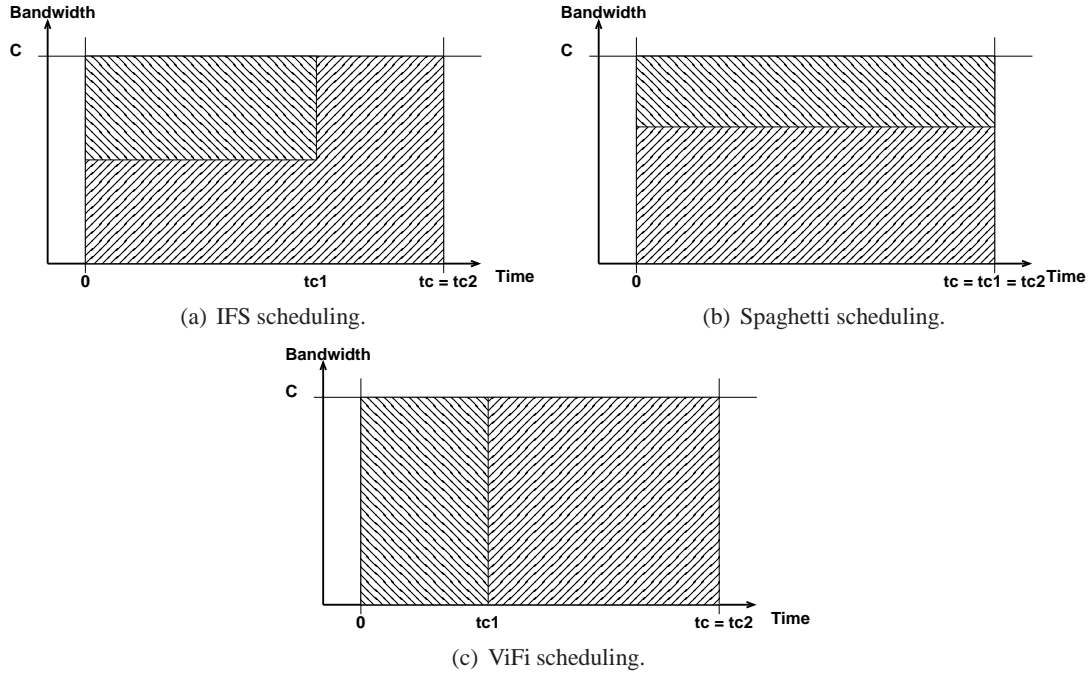 Bandwidth
C
0
tc1
tc = tc2
Time
(a) IFS scheduling.
Bandwidth
C
0
tc = tc1 = tc2
Time
(b) Spaghetti scheduling.
Bandwidth
C
0
tc1
tc = tc2
Time
(c) ViFi scheduling.